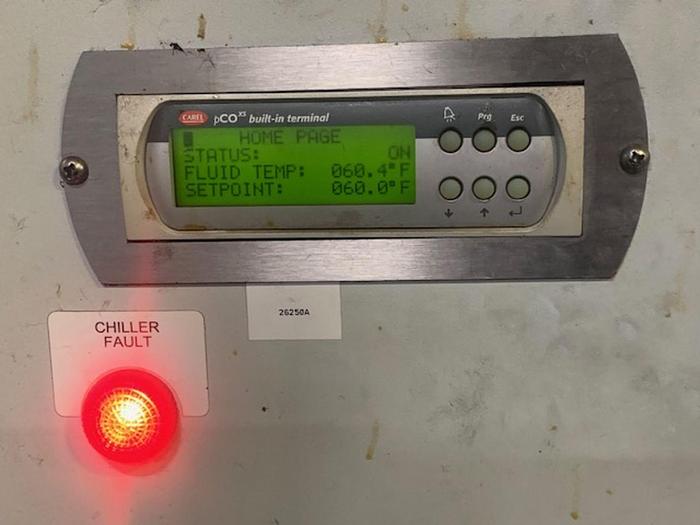 CAREL pCOXS built-in terminal
Prg Esc
HOME PAGE
STATUS: ON
FLUID TEMP: 060.4°F
SETPOINT: 060.0°F
26250A
CHILLER
FAULT